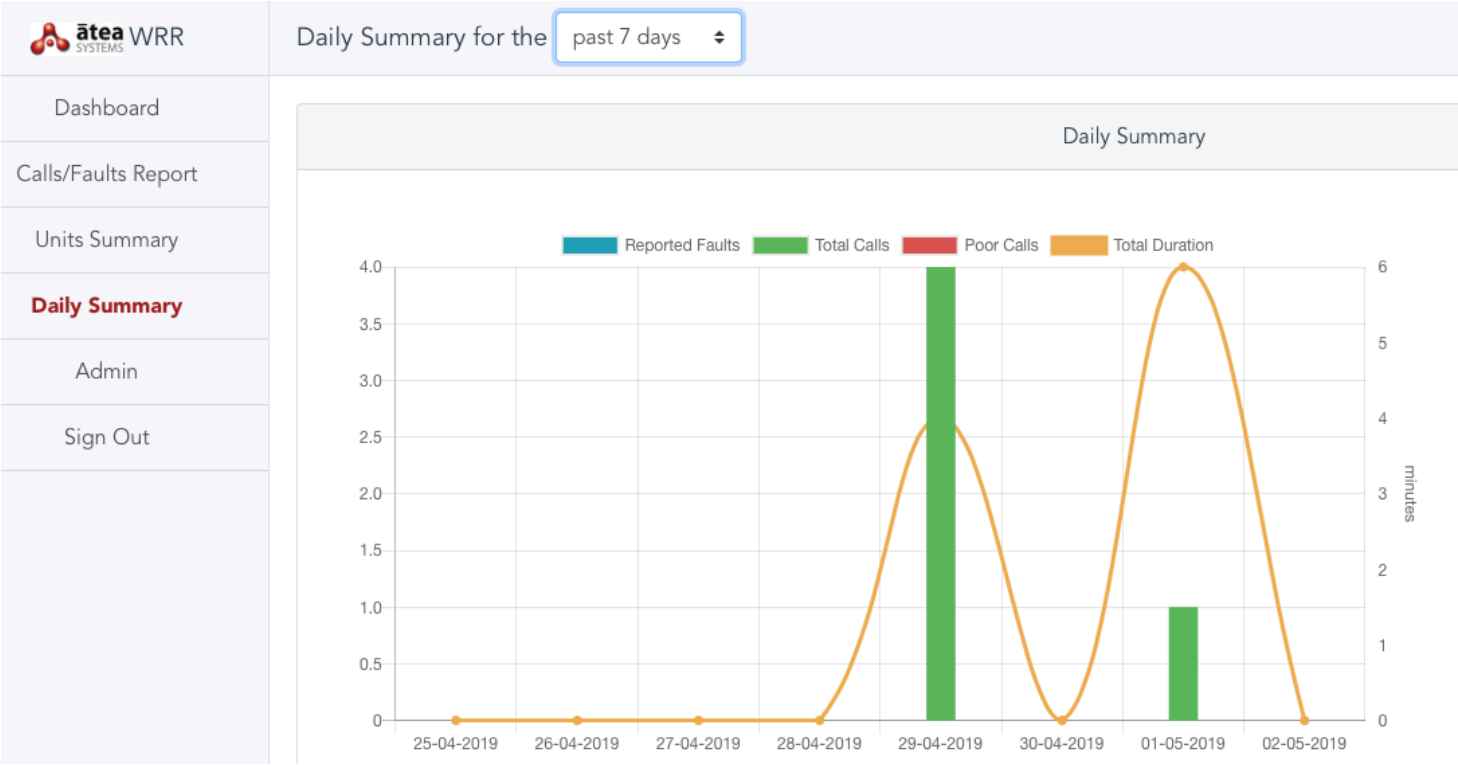 ātea SYSTEMS WRR
Daily Summary for the past 7 days
Dashboard
Calls/Faults Report
Units Summary
Daily Summary
Admin
Sign Out
Daily Summary
Reported Faults Total Calls Poor Calls Total Duration
4.0
3.5
3.0
2.5
2.0
1.5
1.0
0.5
0
6
5
4
3
2
1
0
minutes
25-04-2019 26-04-2019 27-04-2019 28-04-2019 29-04-2019 30-04-2019 01-05-2019 02-05-2019